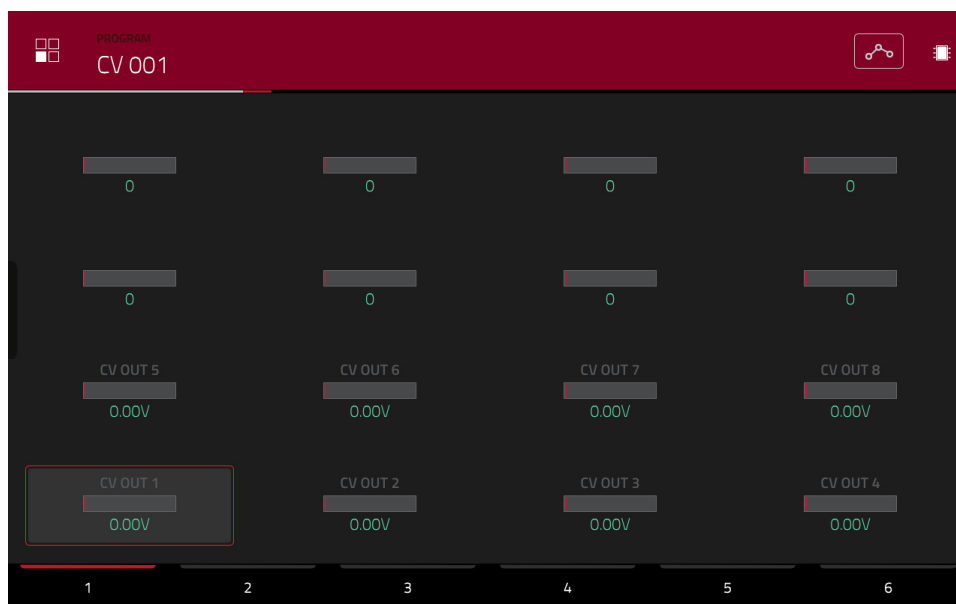 PROGRAM
CV 001
0 0 0 0
0 0 0 0
CV OUT 5 CV OUT 6 CV OUT 7 CV OUT 8
0.00V 0.00V 0.00V 0.00V
CV OUT 1 CV OUT 2 CV OUT 3 CV OUT 4
0.00V 0.00V 0.00V 0.00V
1 2 3 4 5 6